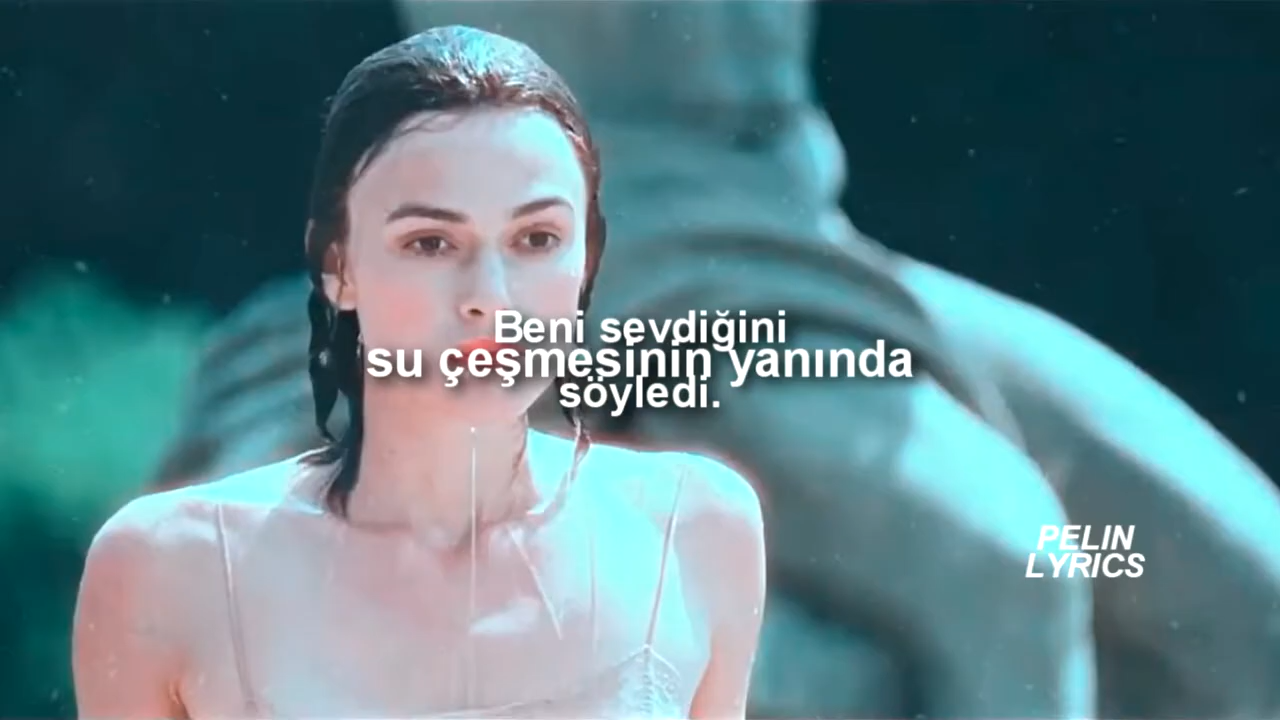 Beni sevdiğini
su çeşmesinin yanında
söyledi.
PELIN
LYRICS